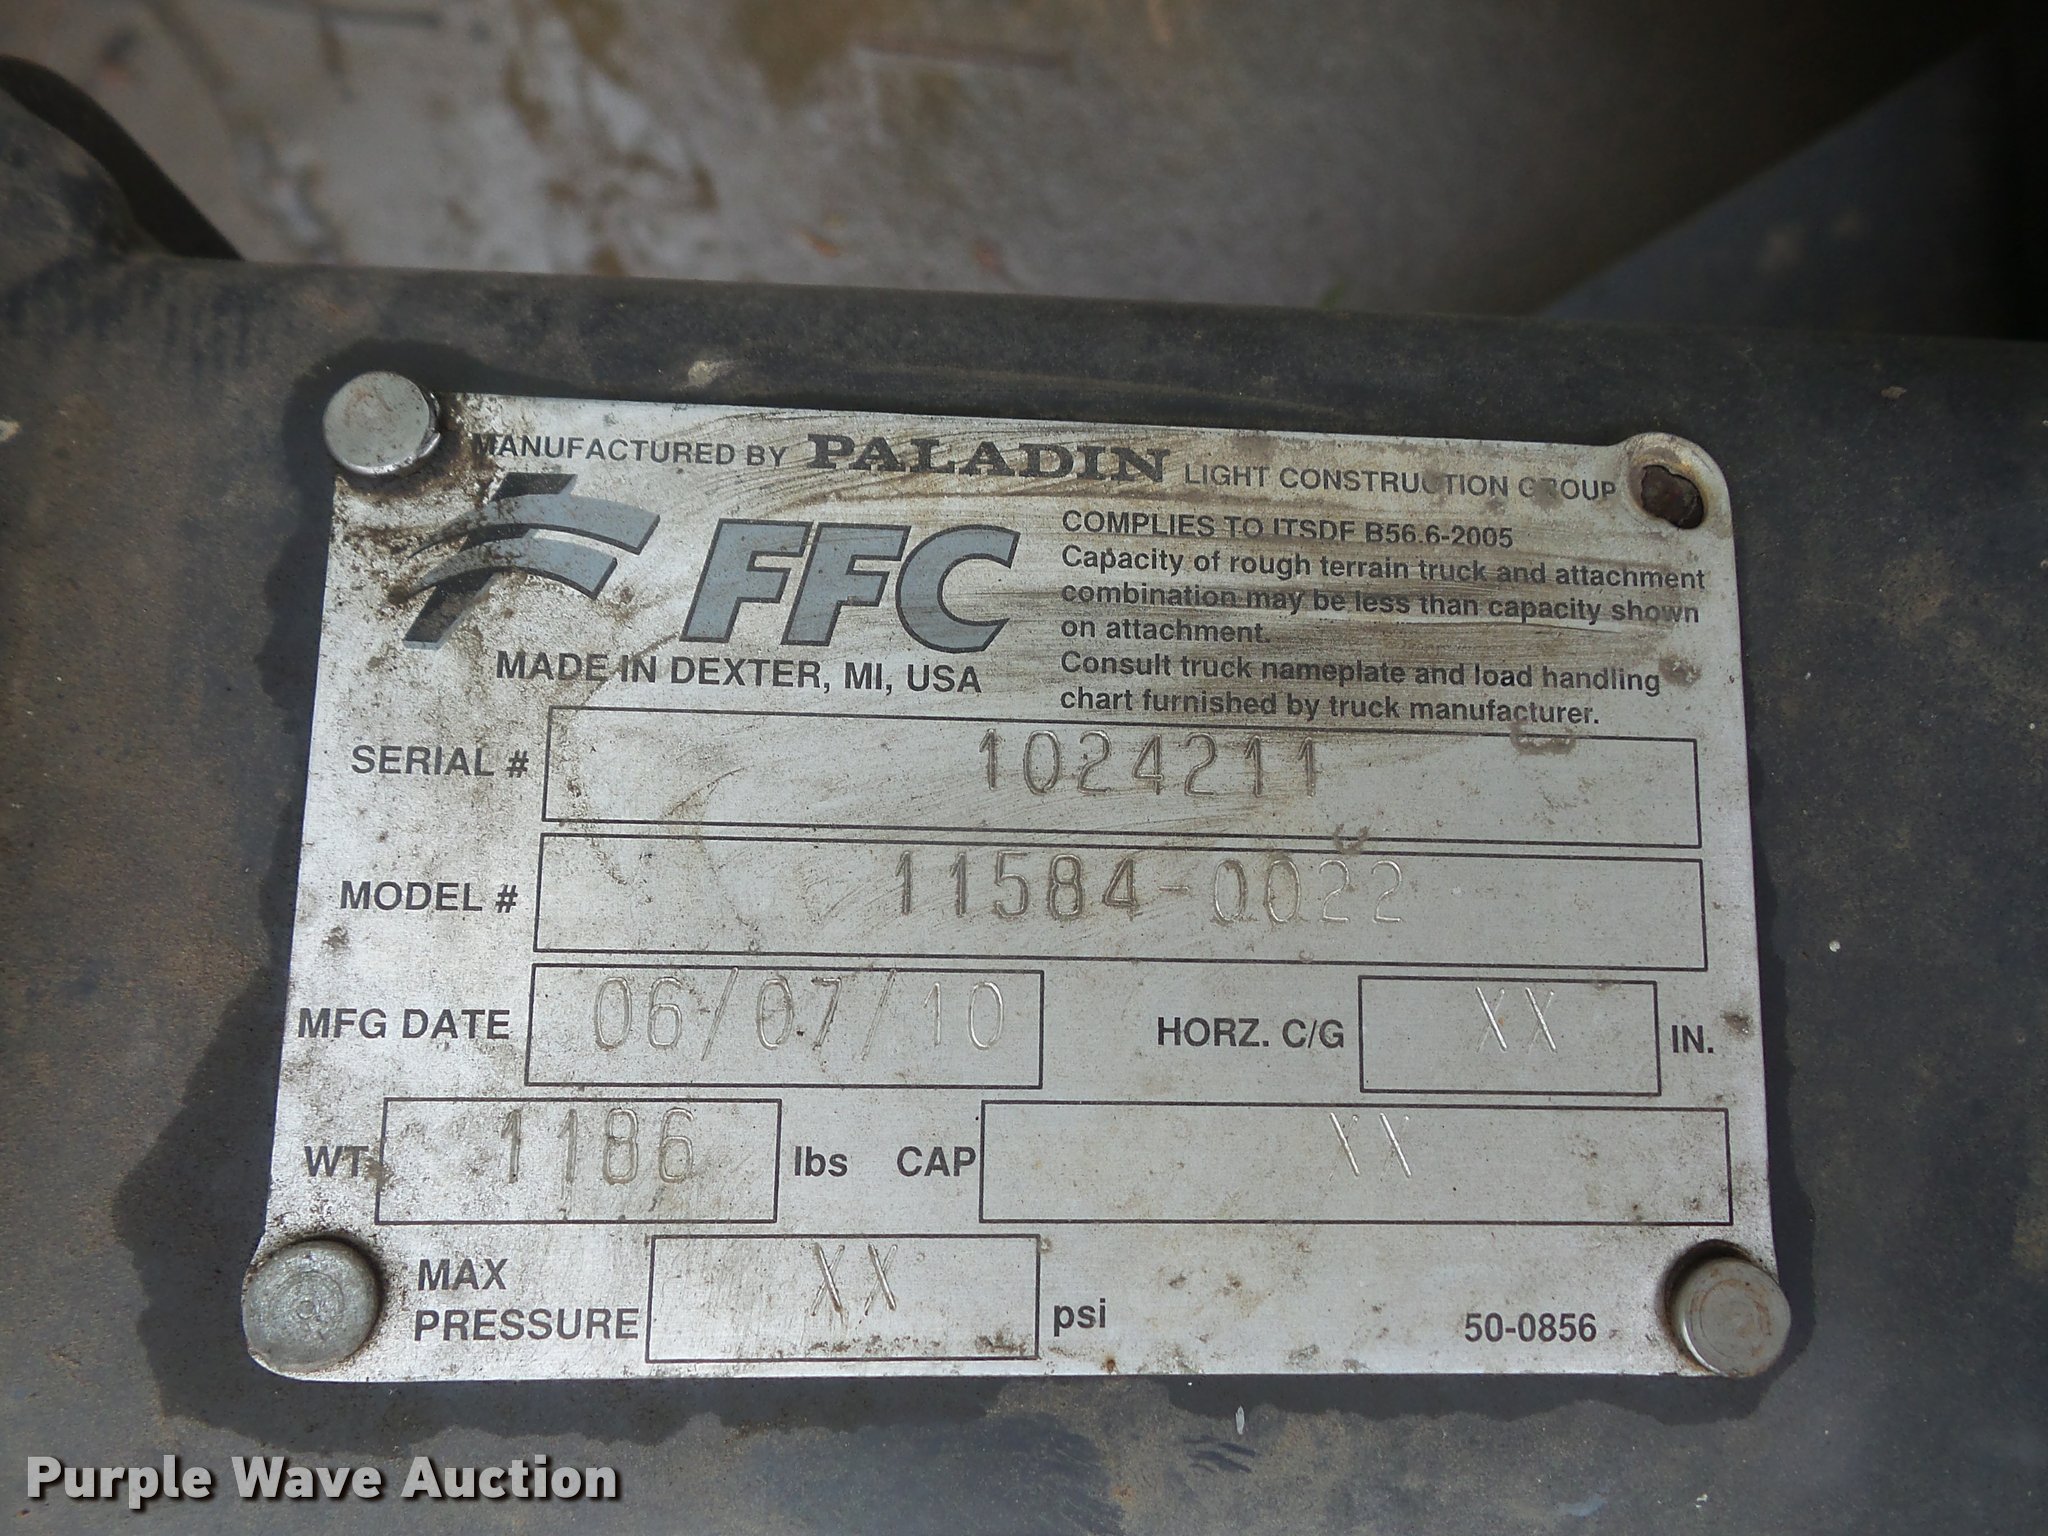 MANUFACTURED BY PALADIN LIGHT CONSTRUCTION GROUP
FFC
MADE IN DEXTER, MI, USA
COMPLIES TO ITSDF B56.6-2005
Capacity of rough terrain truck and attachment
combination may be less than capacity shown
on attachment.
Consult truck nameplate and load handling
chart furnished by truck manufacturer.
SERIAL # 1024211
MODEL # 11584-0022
MFG DATE 06/07/10 HORZ. C/G XX IN.
WT 1186 lbs CAP XX
MAX
PRESSURE XX psi 50-0856
Purple Wave Auction